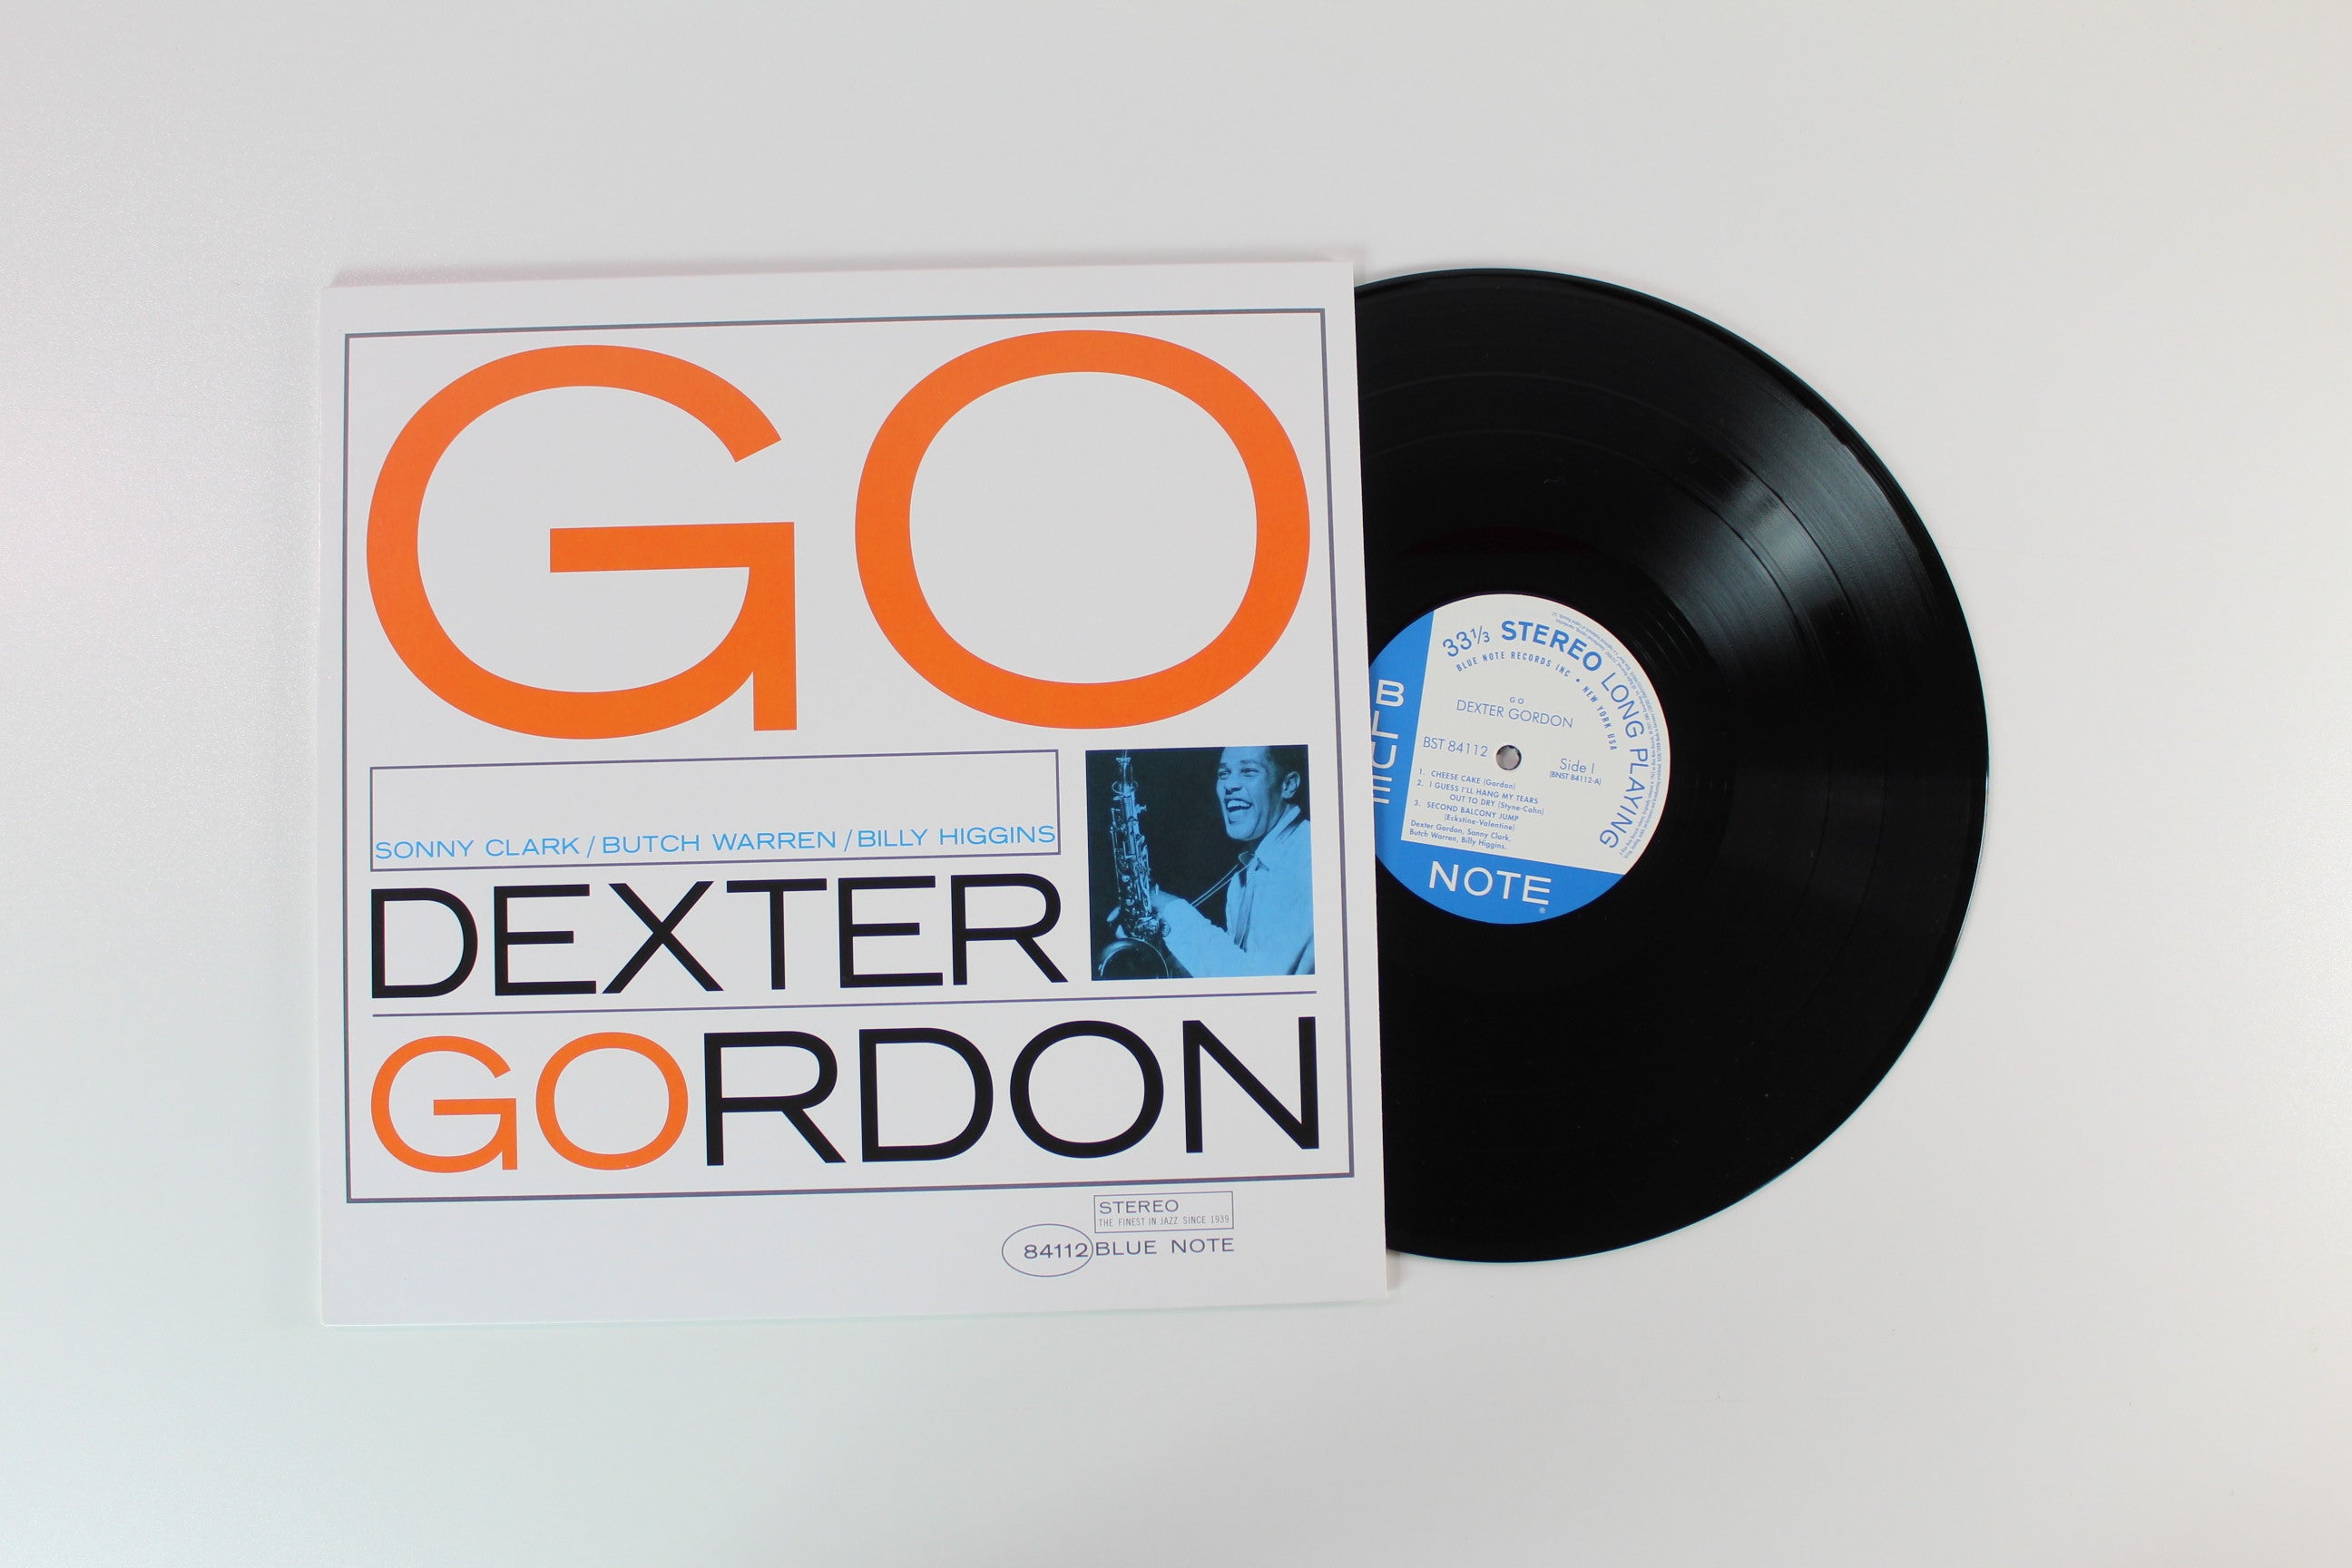 GO
SONNY CLARK/BUTCH WARREN/BILLY HIGGINS
DEXTER
GORDON
STEREO
THE FINEST IN JAZZ SINCE 1939
84112 BLUE NOTE
33 1/3 STEREO LONG PLAYING
BLUE NOTE RECORDS INC • NEW YORK USA
GO
DEXTER GORDON
BST 84112
Side 1
(BNST 84112-A)
1. CHEESE CAKE (Gordon)
2. I GUESS I'LL HANG MY TEARS
OUT TO DRY (Styne-Cahn)
3. SECOND BALCONY JUMP
(Eckstine-Valentine)
Dexter Gordon, Sonny Clark,
Butch Warren, Billy Higgins.
NOTE
®